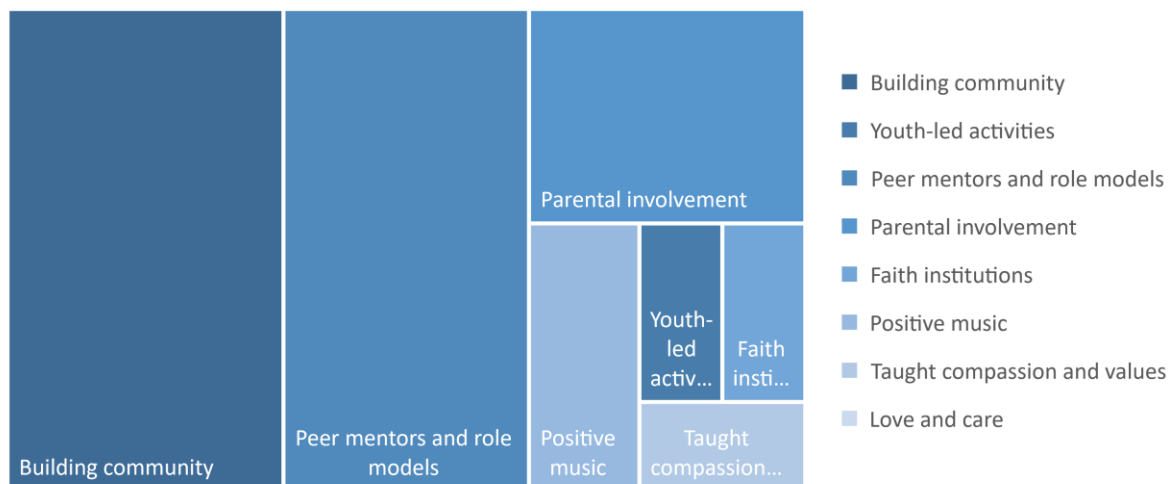 Building community
Peer mentors and role
models
Parental involvement
Positive
music
Youth-
led
activ...
Faith
insti...
Taught
compassion...
Building community
Youth-led activities
Peer mentors and role models
Parental involvement
Faith institutions
Positive music
Taught compassion and values
Love and care